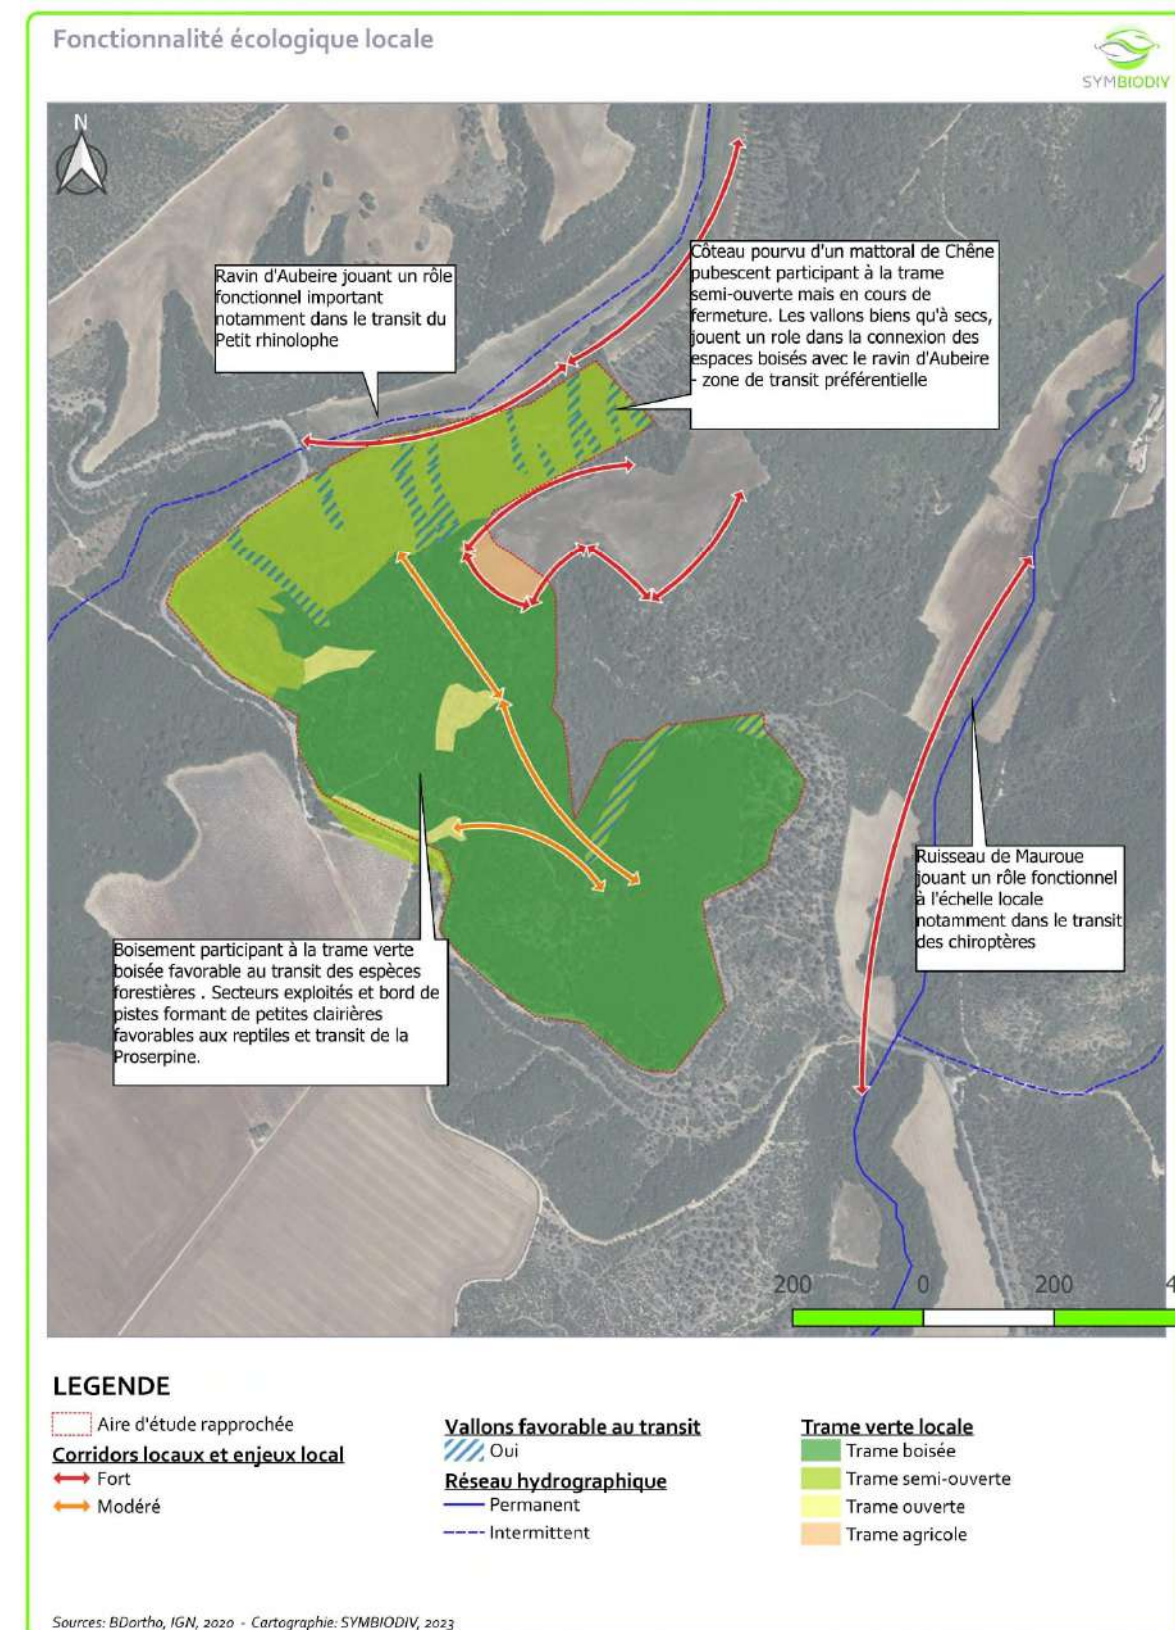 Fonctionnalité écologique locale
SYMBIODIV
N
Ravin d'Aubeire jouant un rôle
fonctionnel important
notamment dans le transit du
Petit rhinolophe
Côteau pourvu d'un mattoral de Chêne
pubescent participant à la trame
semi-ouverte mais en cours de
fermeture. Les vallons biens qu'à secs,
jouent un role dans la connexion des
espaces boisés avec le ravin d'Aubeire
- zone de transit préférentielle
Ruisseau de Mauroue
jouant un rôle fonctionnel
à l'échelle locale
notamment dans le transit
des chiroptères
Boisement participant à la trame verte
boisée favorable au transit des espèces
forestières . Secteurs exploités et bord de
pistes formant de petites clairières
favorables aux reptiles et transit de la
Proserpine.
200 0 200 4
LEGENDE
Aire d'étude rapprochée
Corridors locaux et enjeux local
Fort
Modéré
Vallons favorable au transit
Oui
Réseau hydrographique
Permanent
Intermittent
Trame verte locale
Trame boisée
Trame semi-ouverte
Trame ouverte
Trame agricole
Sources: BDortho, IGN, 2020 - Cartographie: SYMBIODIV, 2023